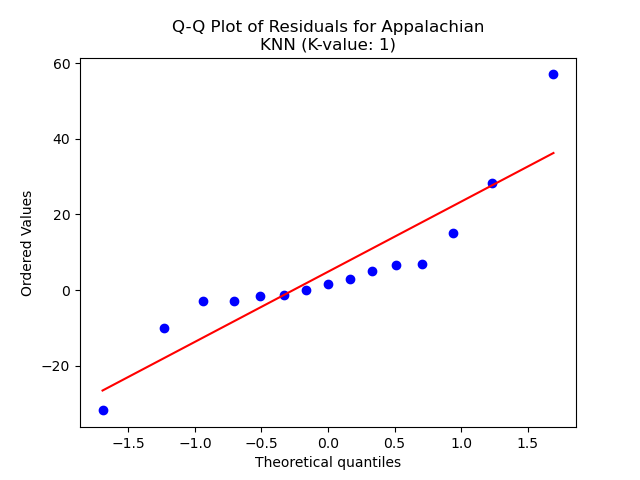 Q-Q Plot of Residuals for Appalachian
KNN (K-value: 1)
60
40
20
0
−20
Ordered Values
−1.5 −1.0 −0.5 0.0 0.5 1.0 1.5
Theoretical quantiles